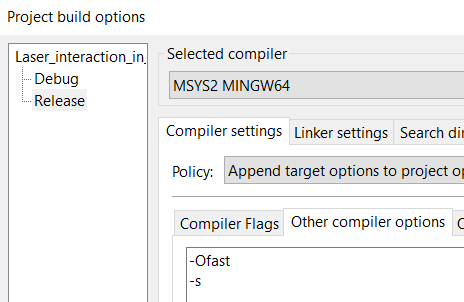 Project build options
Laser_interaction_in_
Debug
Release
Selected compiler
MSYS2 MINGW64
Compiler settings
Linker settings
Search dir
Policy:
Append target options to project op
Compiler Flags
Other compiler options
-Ofast
-s